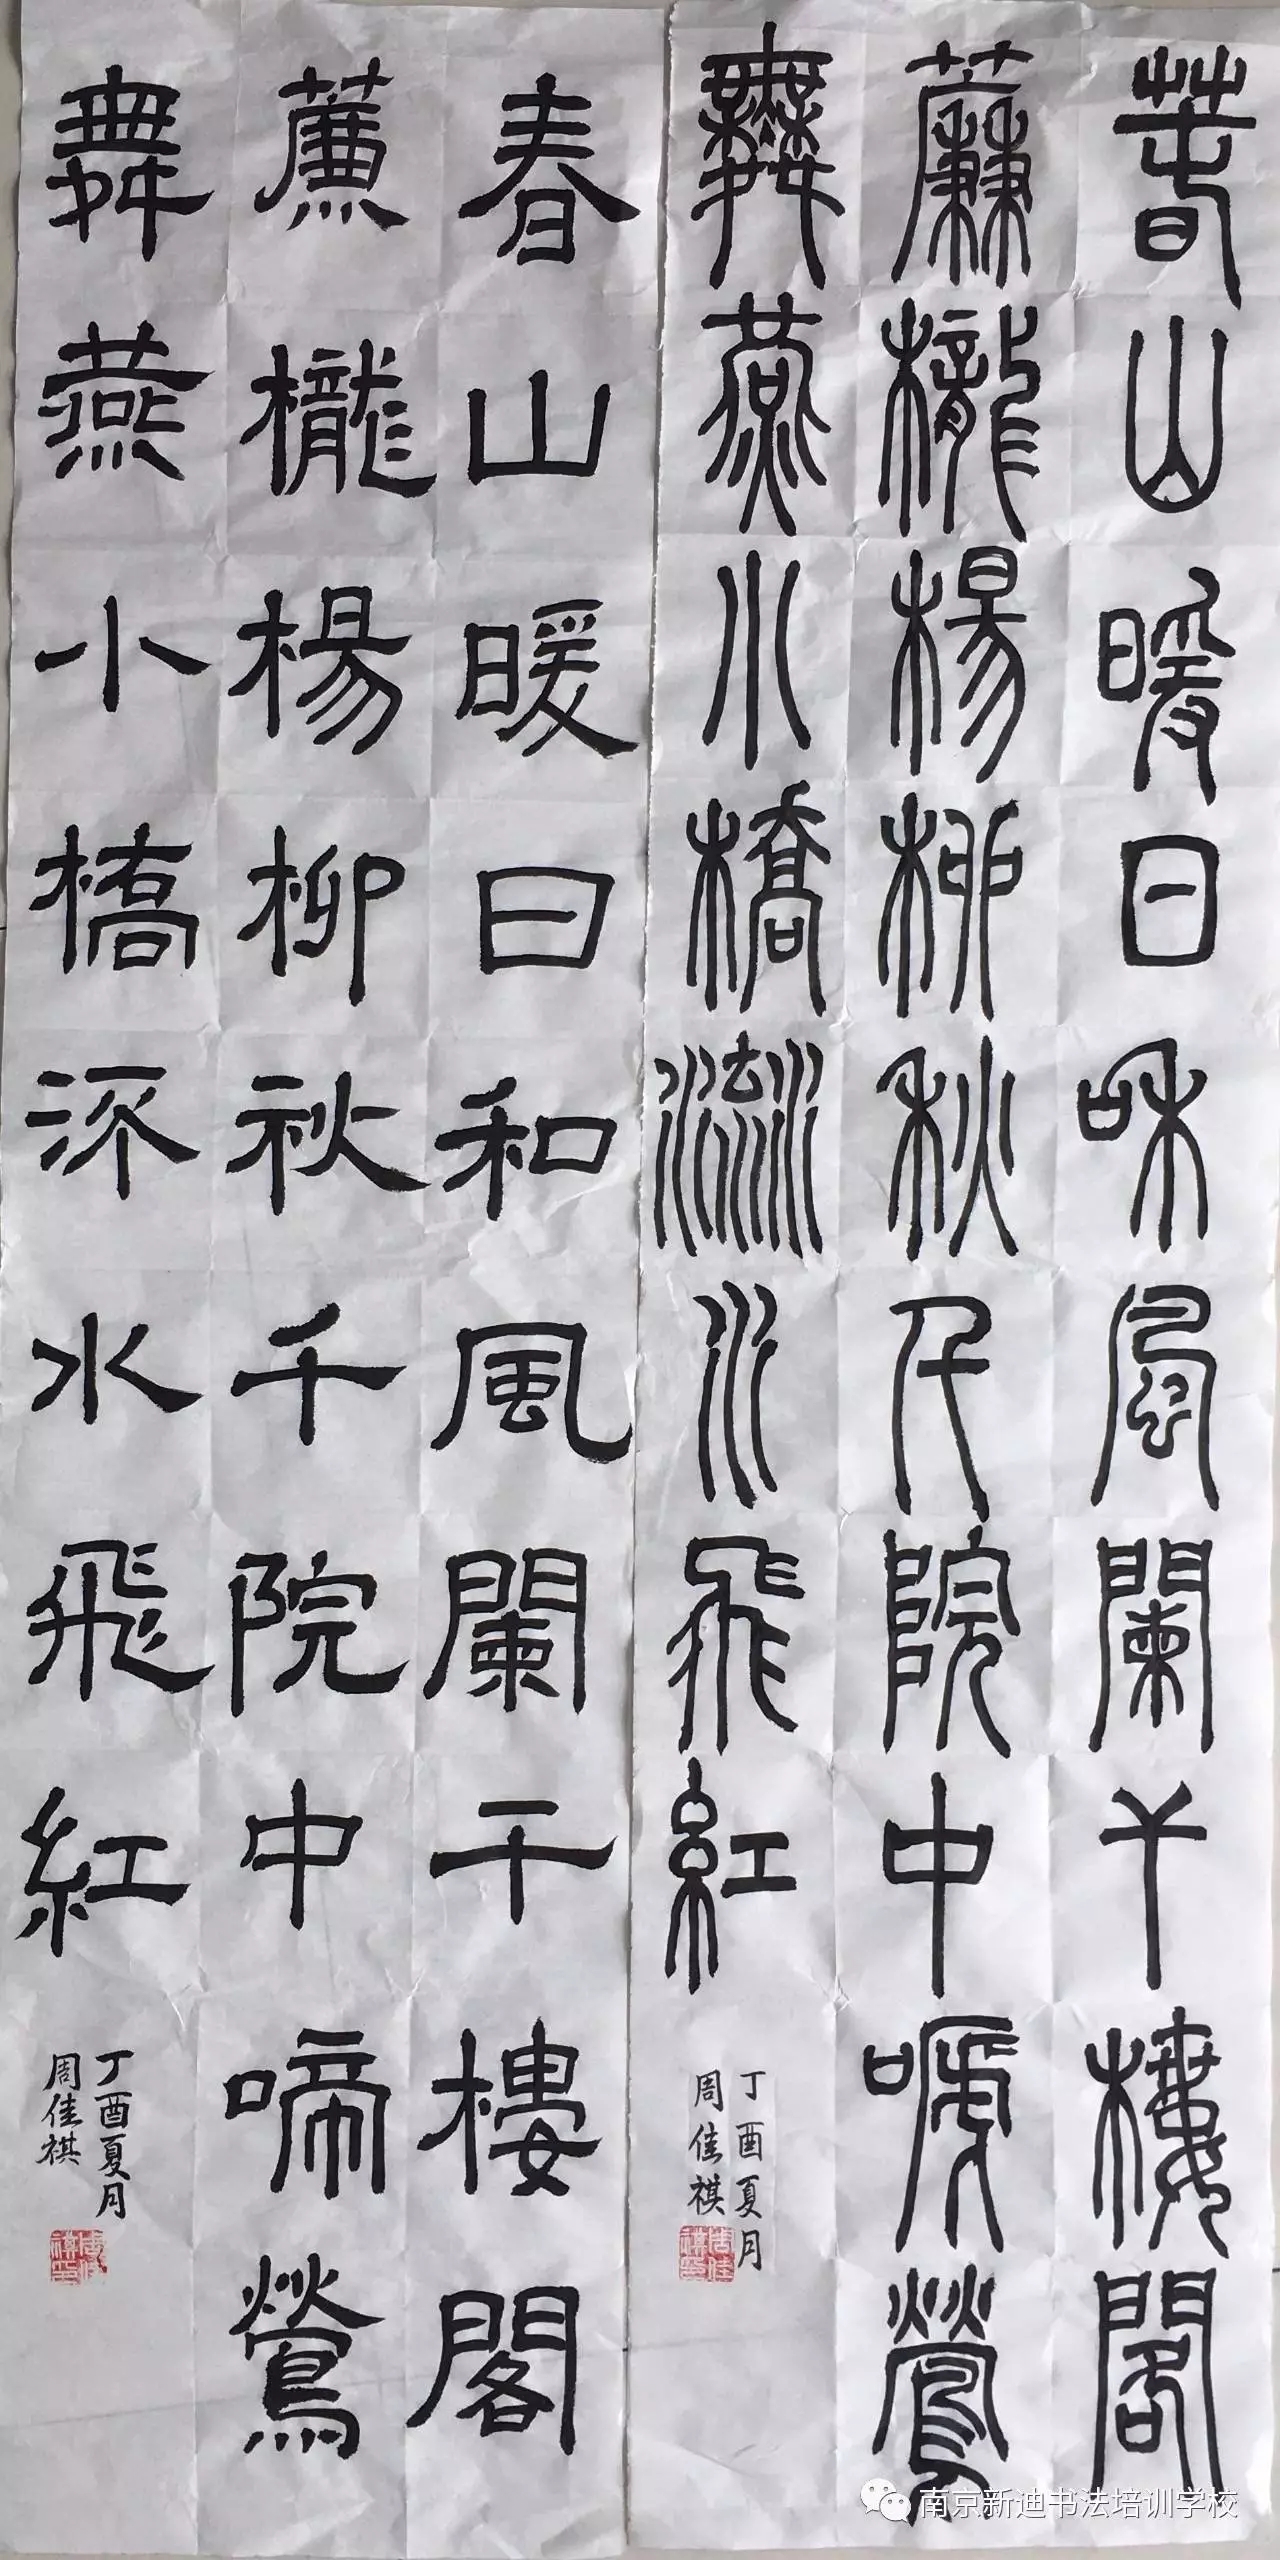 春山暖日和風闌干樓閣
簾櫳楊柳秋千院中啼鶯
舞燕小橋流水飛紅
丁酉夏月
周佳祺
春山暖日和風闌干樓閣
簾櫳楊柳秋千院中啼鶯
舞燕小橋流水飛紅
丁酉夏月
周佳祺
南京新迪书法培训学校